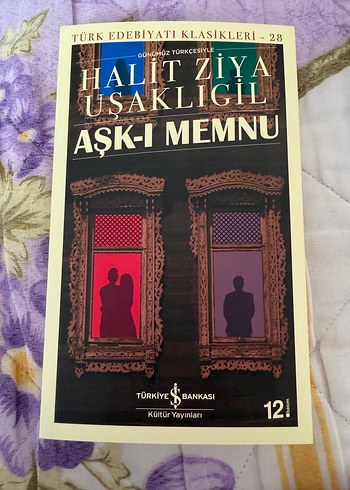 TÜRK EDEBİYATI KLASİKLERİ - 28
GÜNÜMÜZ TÜRKÇESİYLE
HALİT ZİYA
UŞAKLIGİL
AŞK-I MEMNU
TÜRKİYE İŞ BANKASI
Kültür Yayınları
12